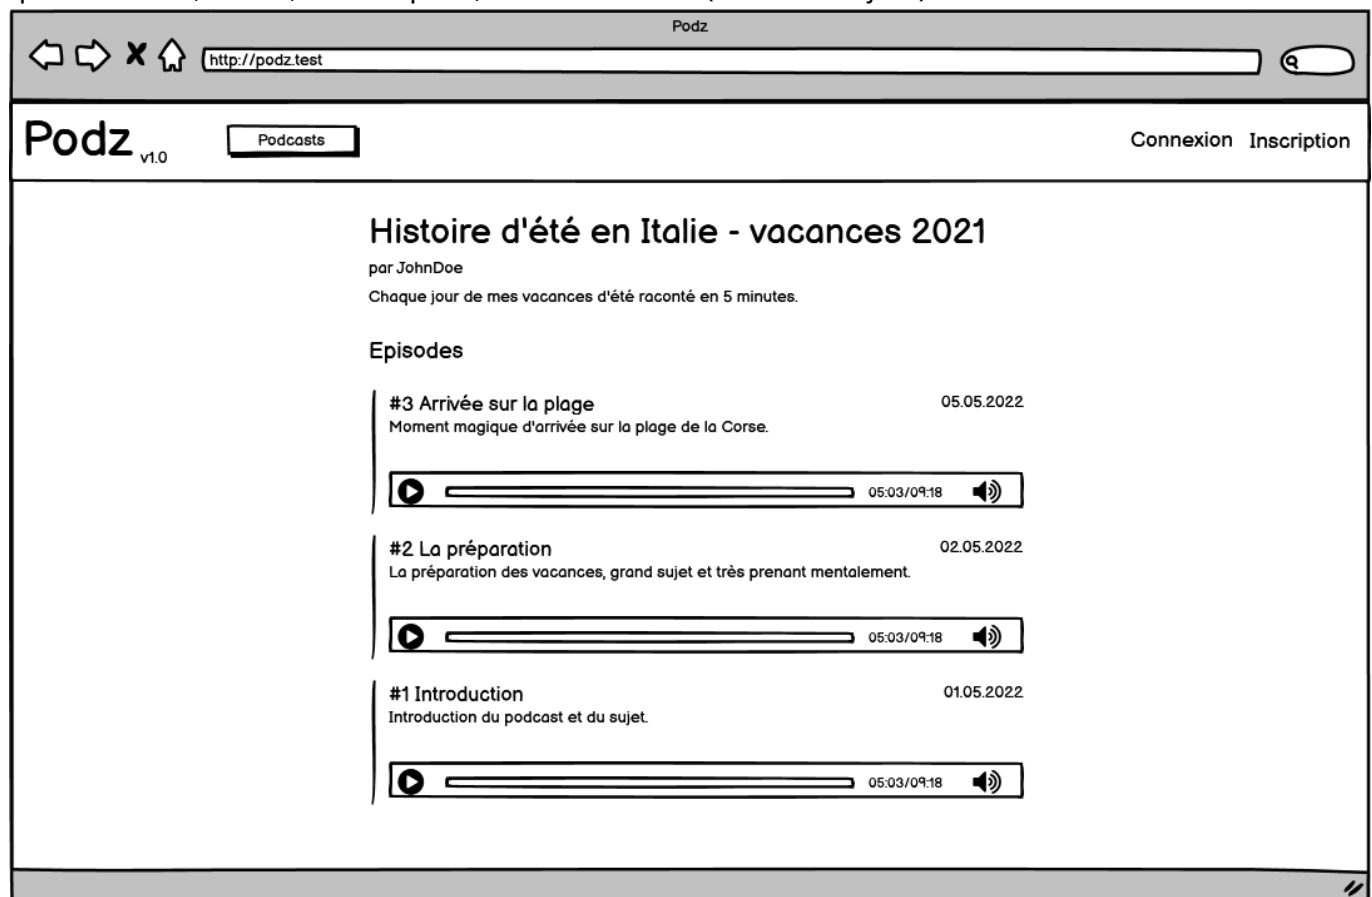 Podz
http://podz.test
Podz v1.0
Podcasts
Connexion Inscription
Histoire d'été en Italie - vacances 2021
par JohnDoe
Chaque jour de mes vacances d'été raconté en 5 minutes.
Episodes
#3 Arrivée sur la plage 05.05.2022
Moment magique d'arrivée sur la plage de la Corse.
05:03/09:18
#2 La préparation 02.05.2022
La préparation des vacances, grand sujet et très prenant mentalement.
05:03/09:18
#1 Introduction 01.05.2022
Introduction du podcast et du sujet.
05:03/09:18